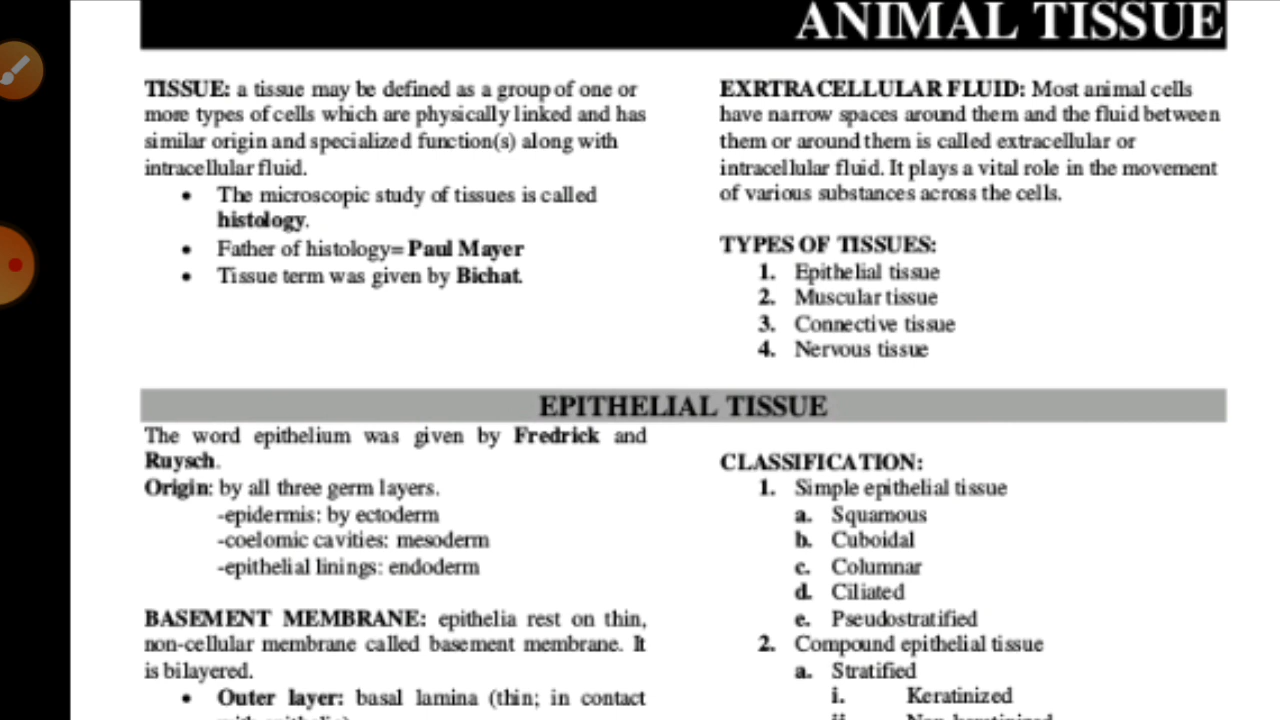 ANIMAL TISSUE
TISSUE: a tissue may be defined as a group of one or
more types of cells which are physically linked and has
similar origin and specialized function(s) along with
intracellular fluid.
• The microscopic study of tissues is called
histology.
• Father of histology= Paul Mayer
• Tissue term was given by Bichat.
EXRTRACELLULAR FLUID: Most animal cells
have narrow spaces around them and the fluid between
them or around them is called extracellular or
intracellular fluid. It plays a vital role in the movement
of various substances across the cells.
TYPES OF TISSUES:
1. Epithelial tissue
2. Muscular tissue
3. Connective tissue
4. Nervous tissue
EPITHELIAL TISSUE
The word epithelium was given by Fredrick and
Ruysch.
Origin: by all three germ layers.
-epidermis: by ectoderm
-coelomic cavities: mesoderm
-epithelial linings: endoderm
BASEMENT MEMBRANE: epithelia rest on thin,
non-cellular membrane called basement membrane. It
is bilayered.
• Outer layer: basal lamina (thin; in contact
with epithelia)
CLASSIFICATION:
1. Simple epithelial tissue
a. Squamous
b. Cuboidal
c. Columnar
d. Ciliated
e. Pseudostratified
2. Compound epithelial tissue
a. Stratified
i. Keratinized
ii. Non-keratinized